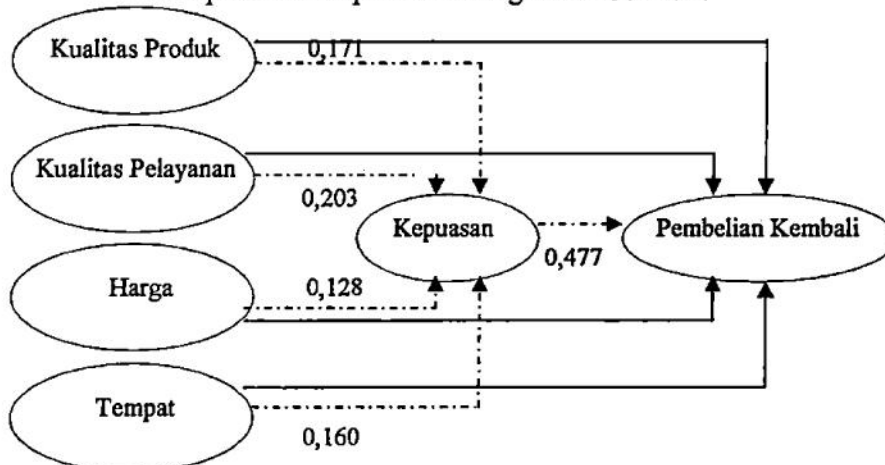 Kualitas Produk
0,171
Kualitas Pelayanan
0,203
Kepuasan
0,477
Pembelian Kembali
Harga
0,128
Tempat
0,160